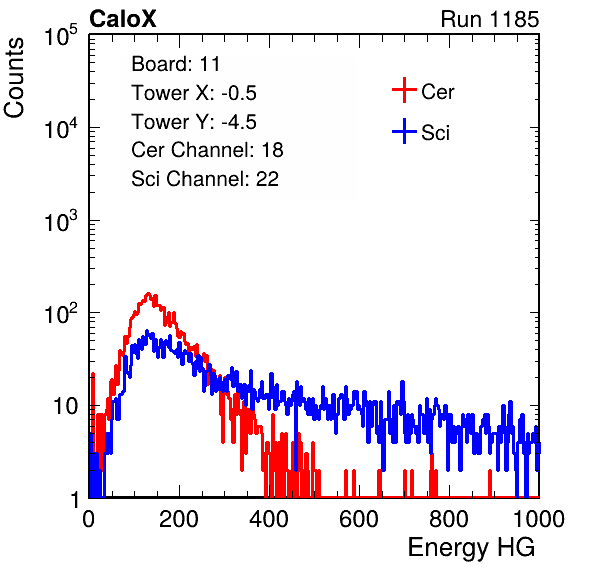 CaloX Run 1185
Counts
Board: 11
Tower X: -0.5
Tower Y: -4.5
Cer Channel: 18
Sci Channel: 22
Cer
Sci
10^5
10^4
10^3
10^2
10
1
0 200 400 600 800 1000
Energy HG